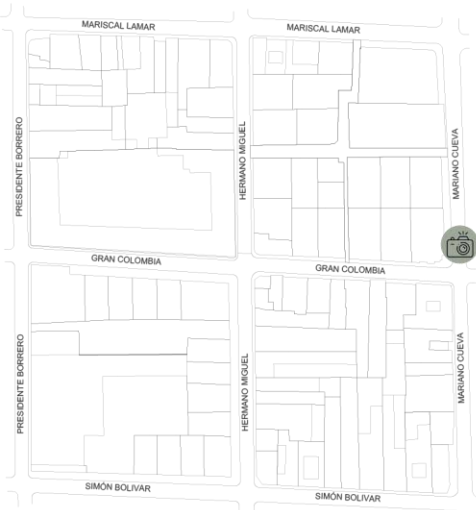 MARISCAL LAMAR
MARISCAL LAMAR
PRESIDENTE BORRERO
HERMANO MIGUEL
MARIANO CUEVA
GRAN COLOMBIA
GRAN COLOMBIA
PRESIDENTE BORRERO
HERMANO MIGUEL
MARIANO CUEVA
SIMÓN BOLIVAR
SIMÓN BOLIVAR